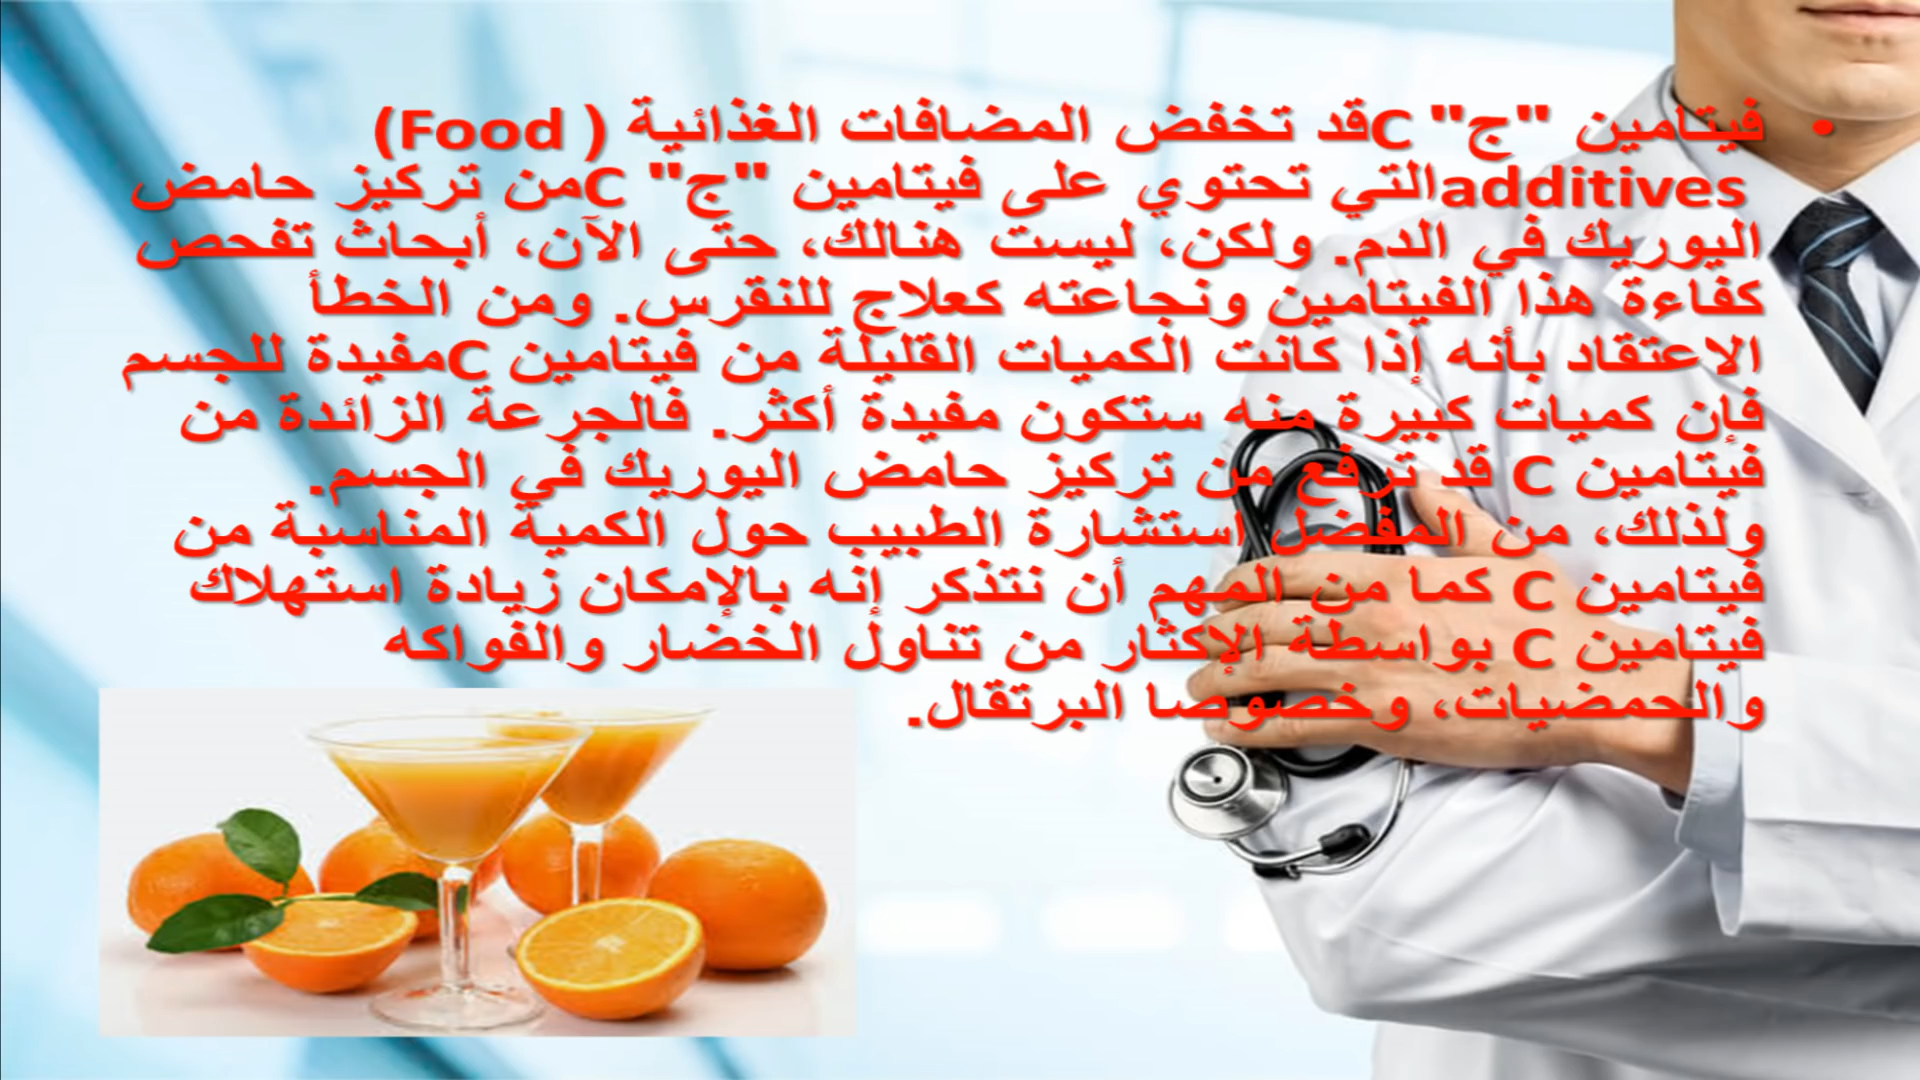 • فيتامين "ج" Cقد تخفض المضافات الغذائية ( Food)
additivesالتي تحتوي على فيتامين "ج" Cمن تركيز حامض
اليوريك في الدم. ولكن، ليست هنالك، حتى الآن، أبحاث تفحص
كفاءة هذا الفيتامين ونجاعته كعلاج للنقرس. ومن الخطأ
الاعتقاد بأنه إذا كانت الكميات القليلة من فيتامين Cمفيدة للجسم
فإن كميات كبيرة منه ستكون مفيدة أكثر. فالجرعة الزائدة من
فيتامين C قد ترفع من تركيز حامض اليوريك في الجسم.
ولذلك، من المفضل استشارة الطبيب حول الكمية المناسبة من
فيتامين C كما من المهم أن نتذكر إنه بالإمكان زيادة استهلاك
فيتامين C بواسطة الإكثار من تناول الخضار والفواكه
والحمضيات، وخصوصا البرتقال.